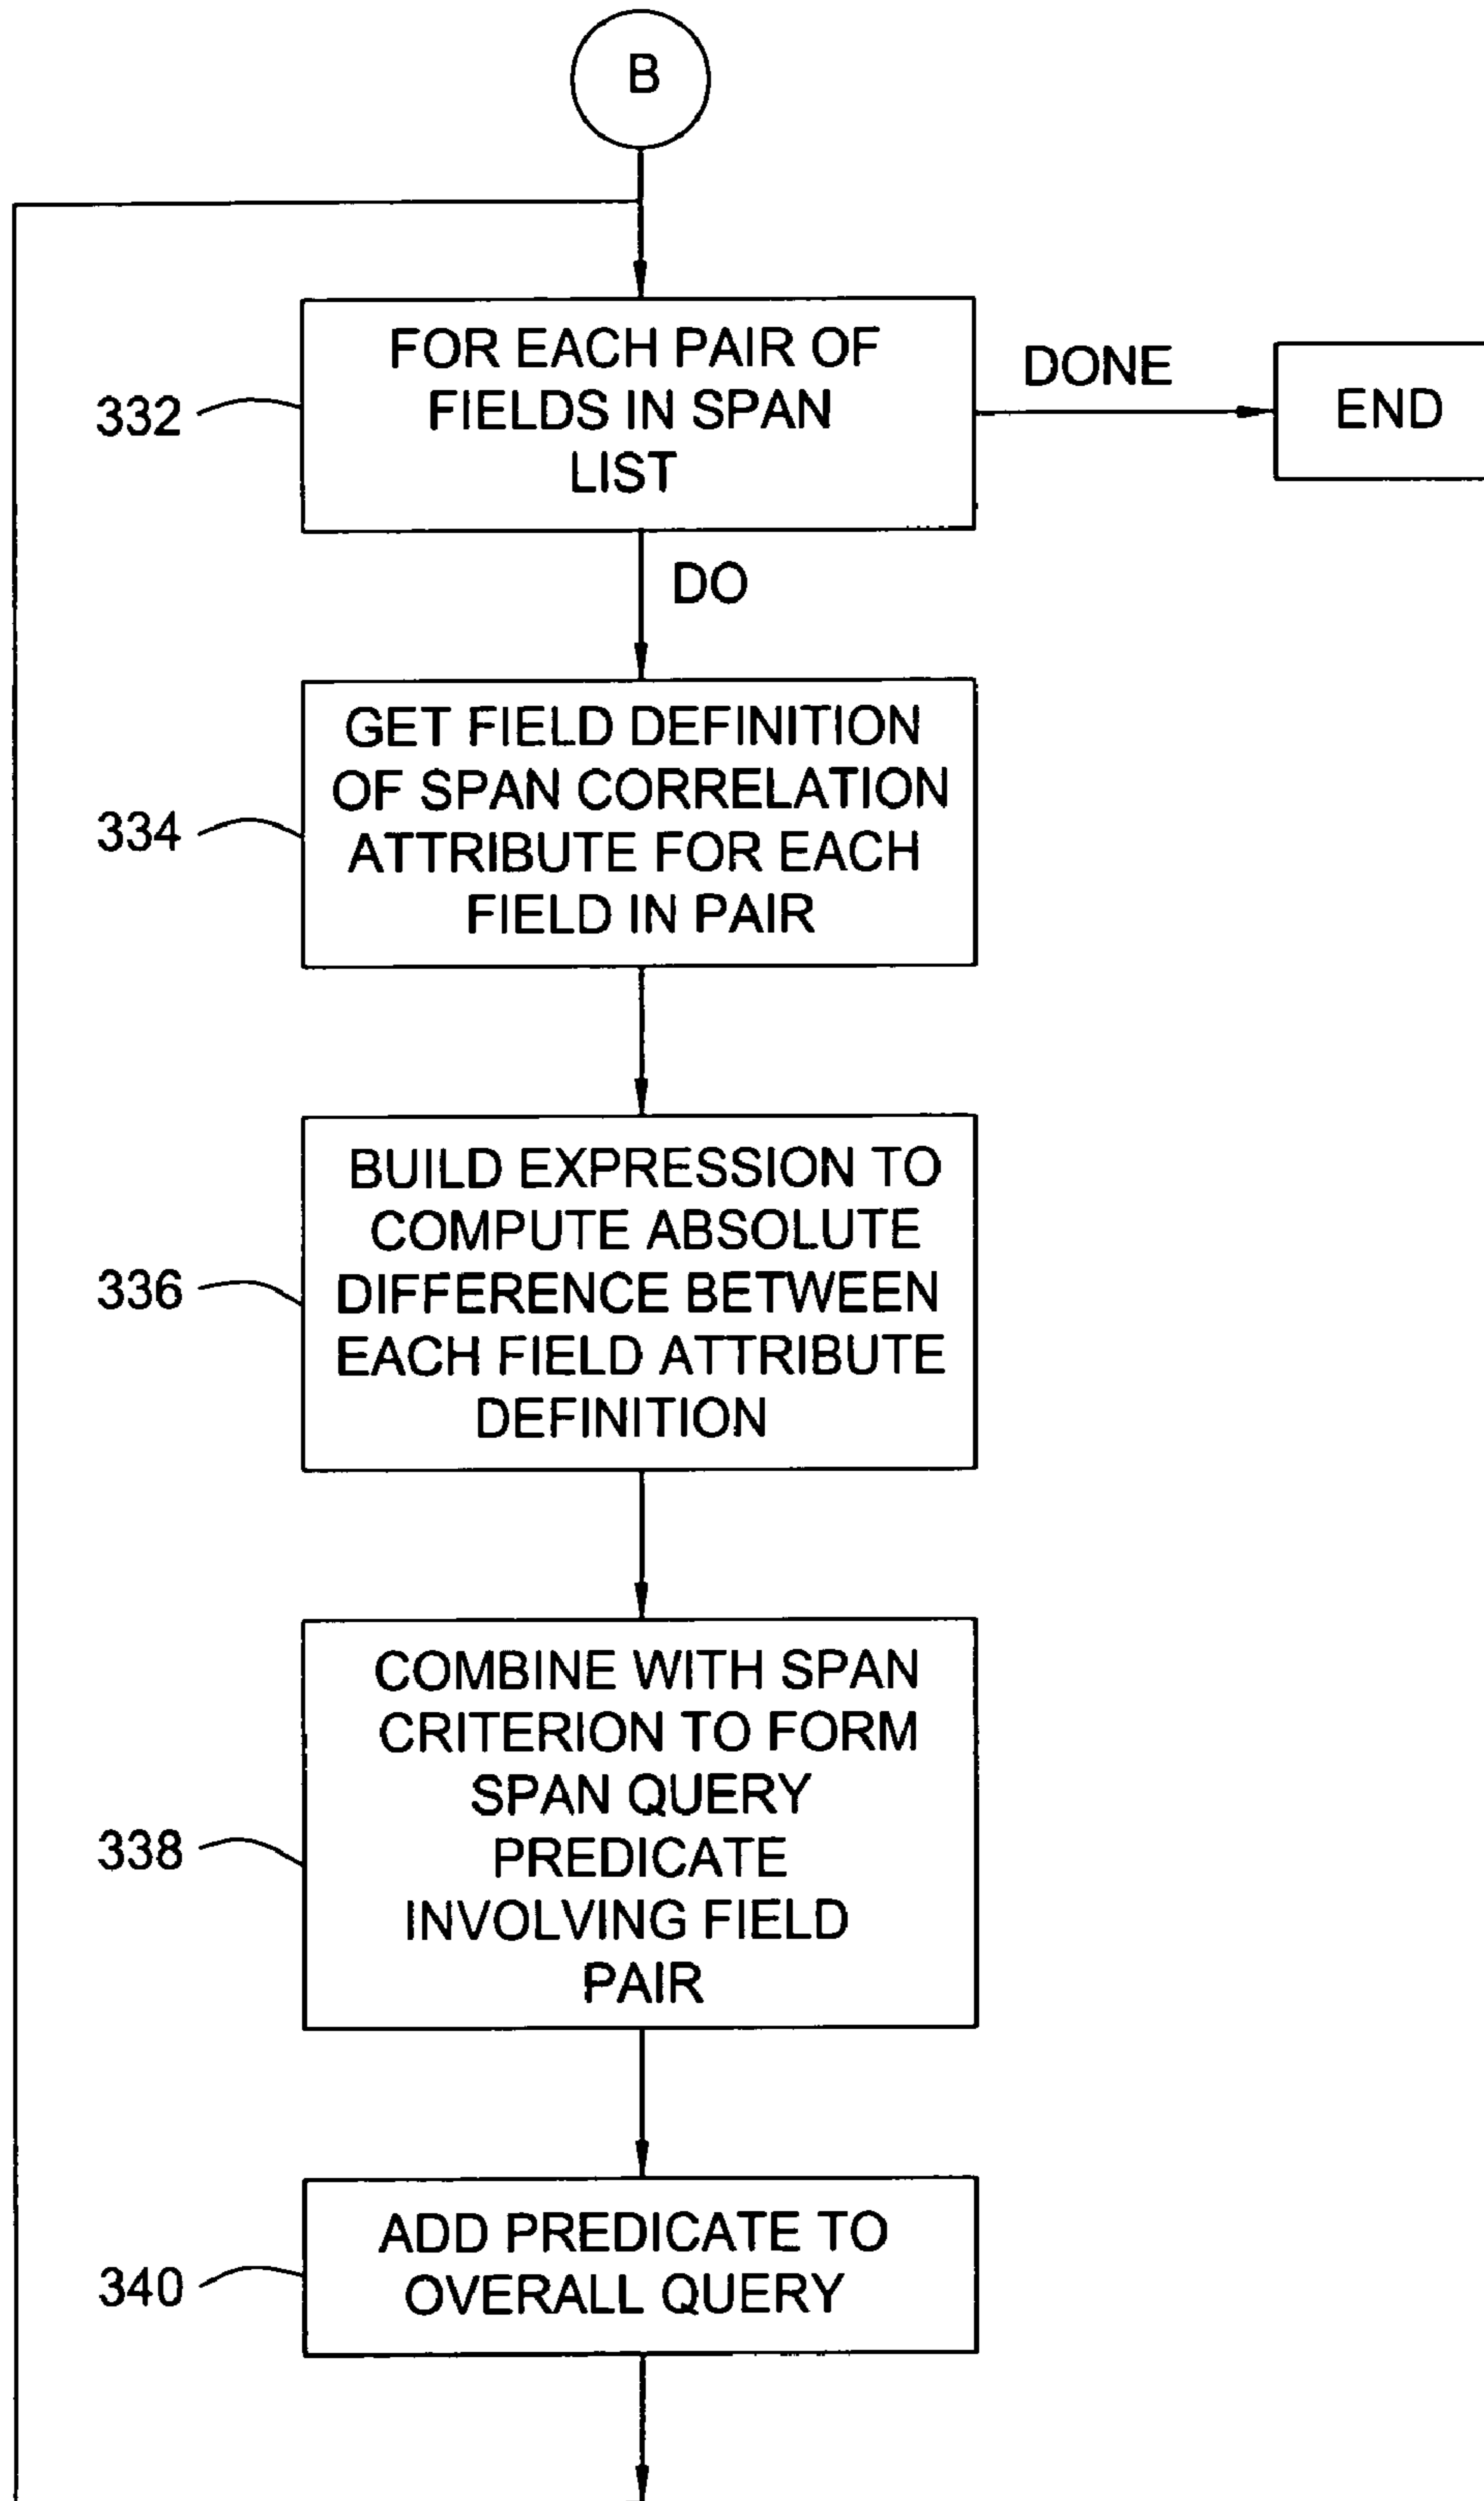 B
FOR EACH PAIR OF
FIELDS IN SPAN
LIST
332
DONE
END
DO
GET FIELD DEFINITION
OF SPAN CORRELATION
ATTRIBUTE FOR EACH
FIELD IN PAIR
334
BUILD EXPRESSION TO
COMPUTE ABSOLUTE
DIFFERENCE BETWEEN
EACH FIELD ATTRIBUTE
DEFINITION
336
COMBINE WITH SPAN
CRITERION TO FORM
SPAN QUERY
PREDICATE
INVOLVING FIELD
PAIR
338
ADD PREDICATE TO
OVERALL QUERY
340